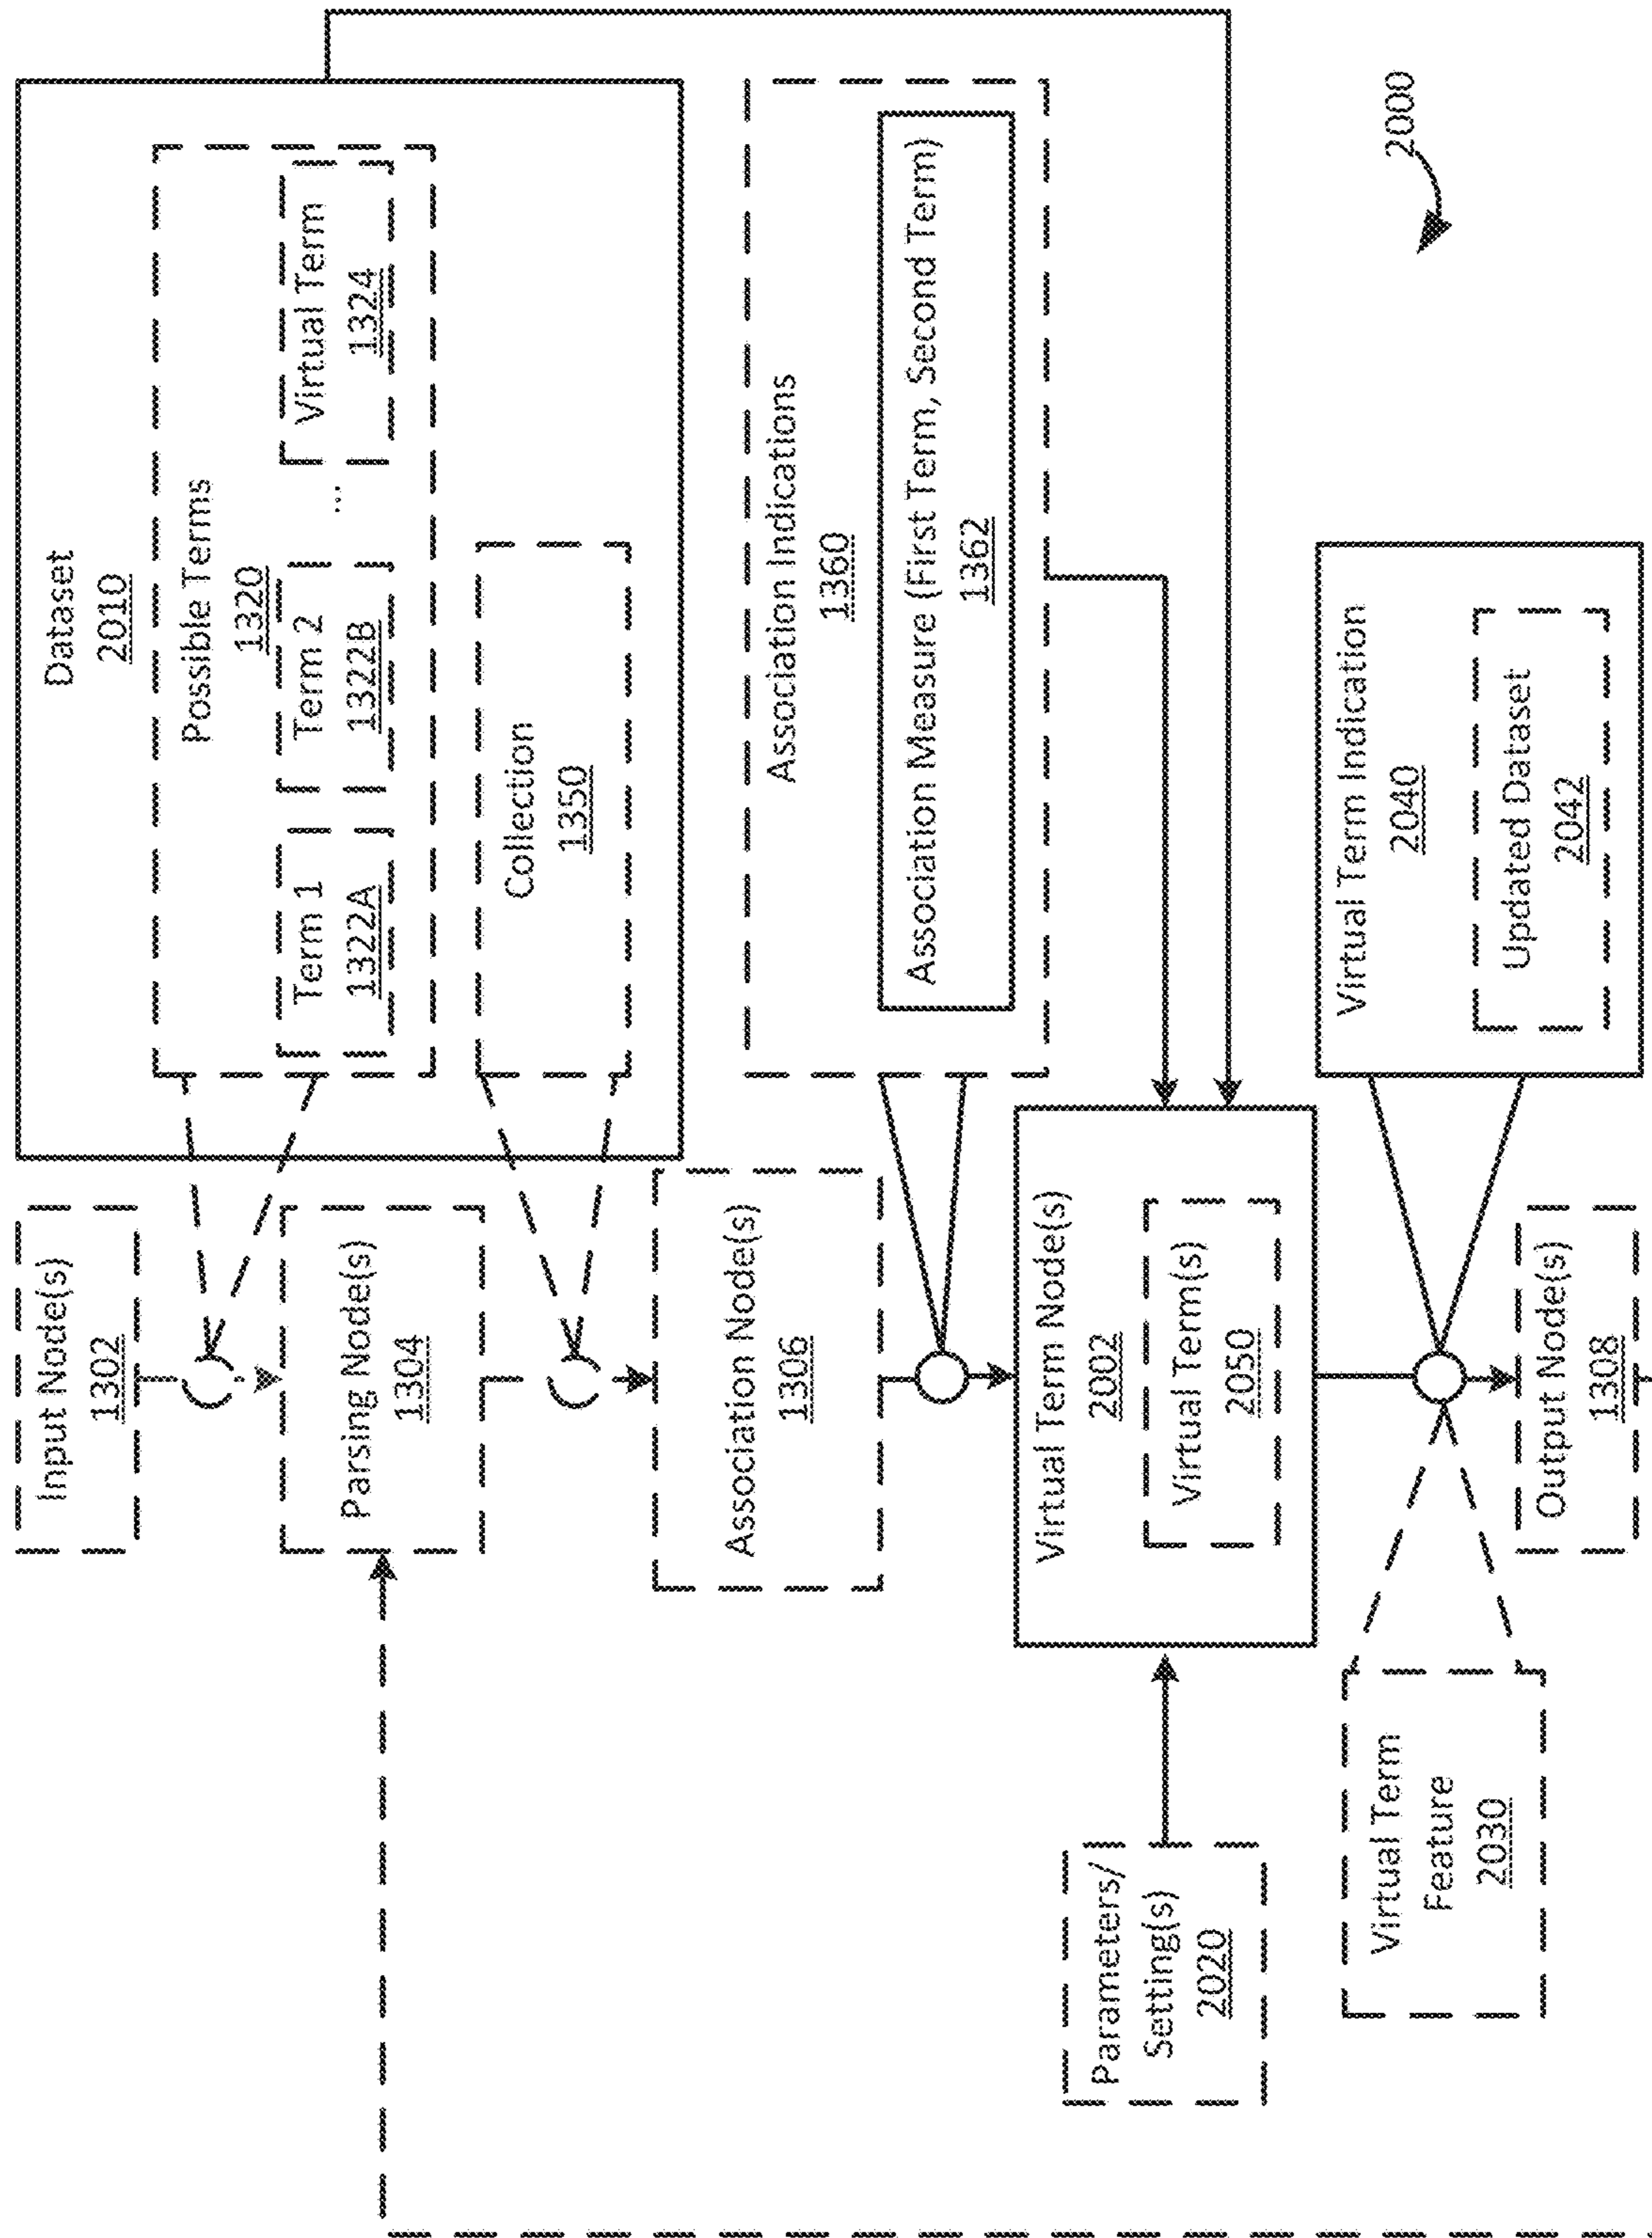 Dataset
2010
Possible Terms
1320
Term 1
1322A
Term 2
1322B
...
Virtual Term
1324
Collection
1350
Input Node(s)
1302
Parsing Node(s)
1304
Association Node(s)
1306
Association Indications
1360
Association Measure (First Term, Second Term)
1362
Virtual Term Node(s)
2002
Virtual Term(s)
2050
Parameters/
Setting(s)
2020
Virtual Term Indication
2040
Updated Dataset
2042
Virtual Term
Feature
2030
Output Node(s)
1308
2000